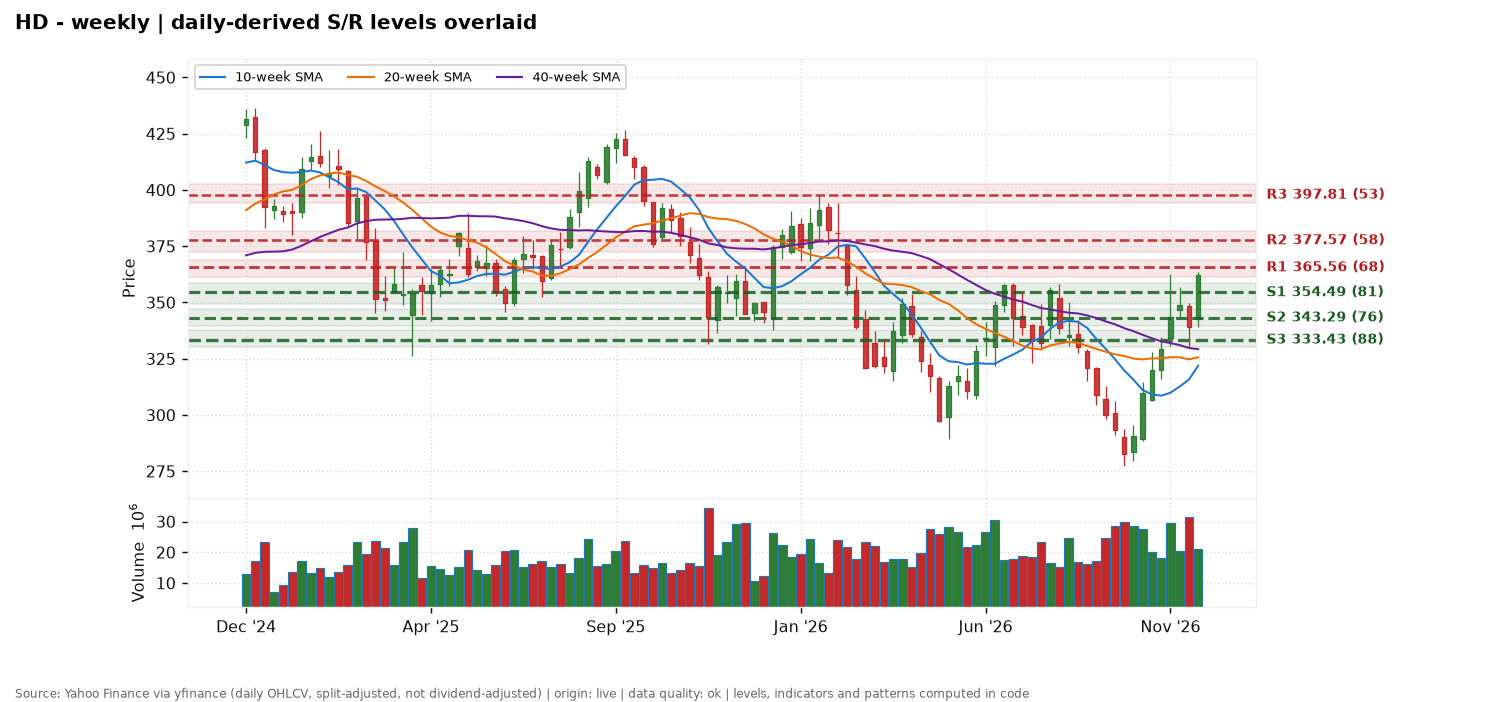 HD - weekly | daily-derived S/R levels overlaid
10-week SMA 20-week SMA 40-week SMA
450
425
400
375
350
325
300
275
Price
R3 397.81 (53)
R2 377.57 (58)
R1 365.56 (68)
S1 354.49 (81)
S2 343.29 (76)
S3 333.43 (88)
30
20
10
Volume 10⁶
Dec '24 Apr '25 Sep '25 Jan '26 Jun '26 Nov '26
Source: Yahoo Finance via yfinance (daily OHLCV, split-adjusted, not dividend-adjusted) | origin: live | data quality: ok | levels, indicators and patterns computed in code